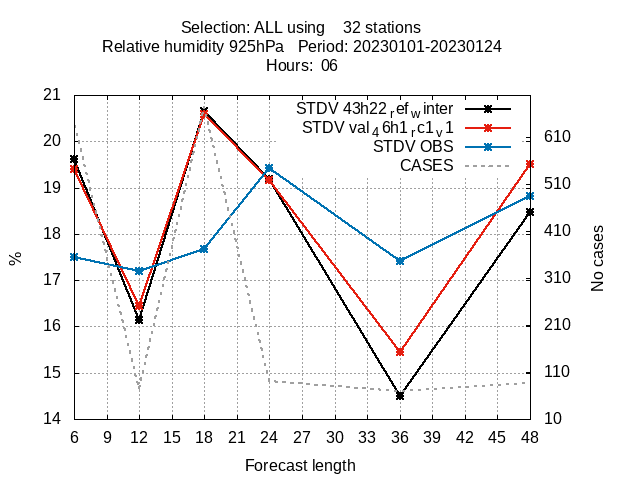 Selection: ALL using    32 stations
Relative humidity 925hPa   Period: 20230101-20230124
Hours:  06
STDV 43h22_ref_winter
STDV val_46h1_rc1_v1
STDV OBS
CASES
21
20
19
18
17
16
15
14
%
610
510
410
310
210
110
10
No cases
6 9 12 15 18 21 24 27 30 33 36 39 42 45 48
Forecast length